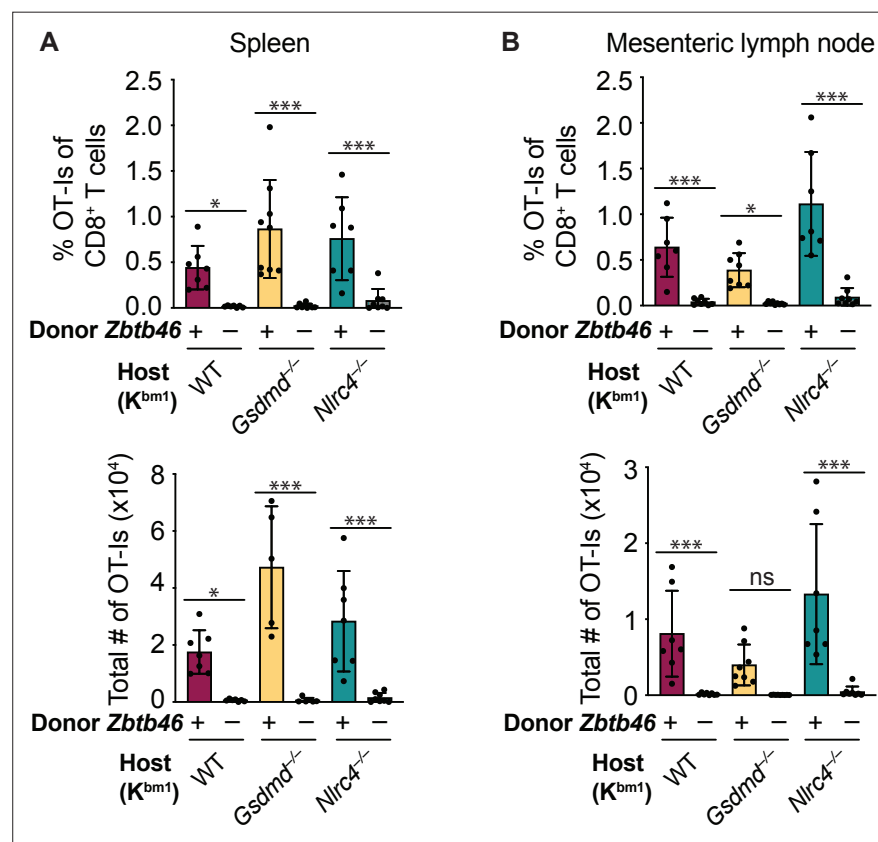 A Spleen
% OT-Is of
CD8⁺ T cells
2.5
2.0
1.5
1.0
0.5
0.0
* *** ***
Donor Zbtb46 + – + – + –
Host
(Kᵇᵐ¹)
WT Gsdmd⁻/⁻ Nlrc4⁻/⁻
Total # of OT-Is (x10⁴)
8
6
4
2
0
* *** ***
Donor Zbtb46 + – + – + –
Host
(Kᵇᵐ¹)
WT Gsdmd⁻/⁻ Nlrc4⁻/⁻
B Mesenteric lymph node
% OT-Is of
CD8⁺ T cells
2.5
2.0
1.5
1.0
0.5
0.0
*** * ***
Donor Zbtb46 + – + – + –
Host
(Kᵇᵐ¹)
WT Gsdmd⁻/⁻ Nlrc4⁻/⁻
Total # of OT-Is (x10⁴)
3
2
1
0
*** ns ***
Donor Zbtb46 + – + – + –
Host
(Kᵇᵐ¹)
WT Gsdmd⁻/⁻ Nlrc4⁻/⁻